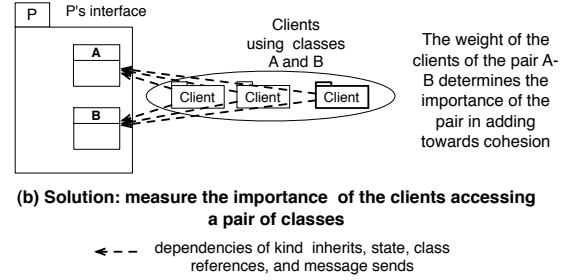 P
P's interface
A
B
Clients
using classes
A and B
Client
Client
Client
The weight of the
clients of the pair A-
B determines the
importance of the
pair in adding
towards cohesion
(b) Solution: measure the importance of the clients accessing
a pair of classes
dependencies of kind inherits, state, class
references, and message sends